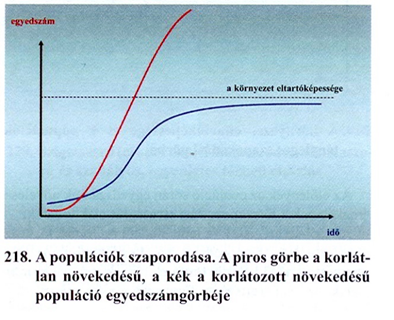 egyedszám
a környezet eltartóképessége
idő
218. A populációk szaporodása. A piros görbe a korlát-
lan növekedésű, a kék a korlátozott növekedésű
populáció egyedszámgörbéje